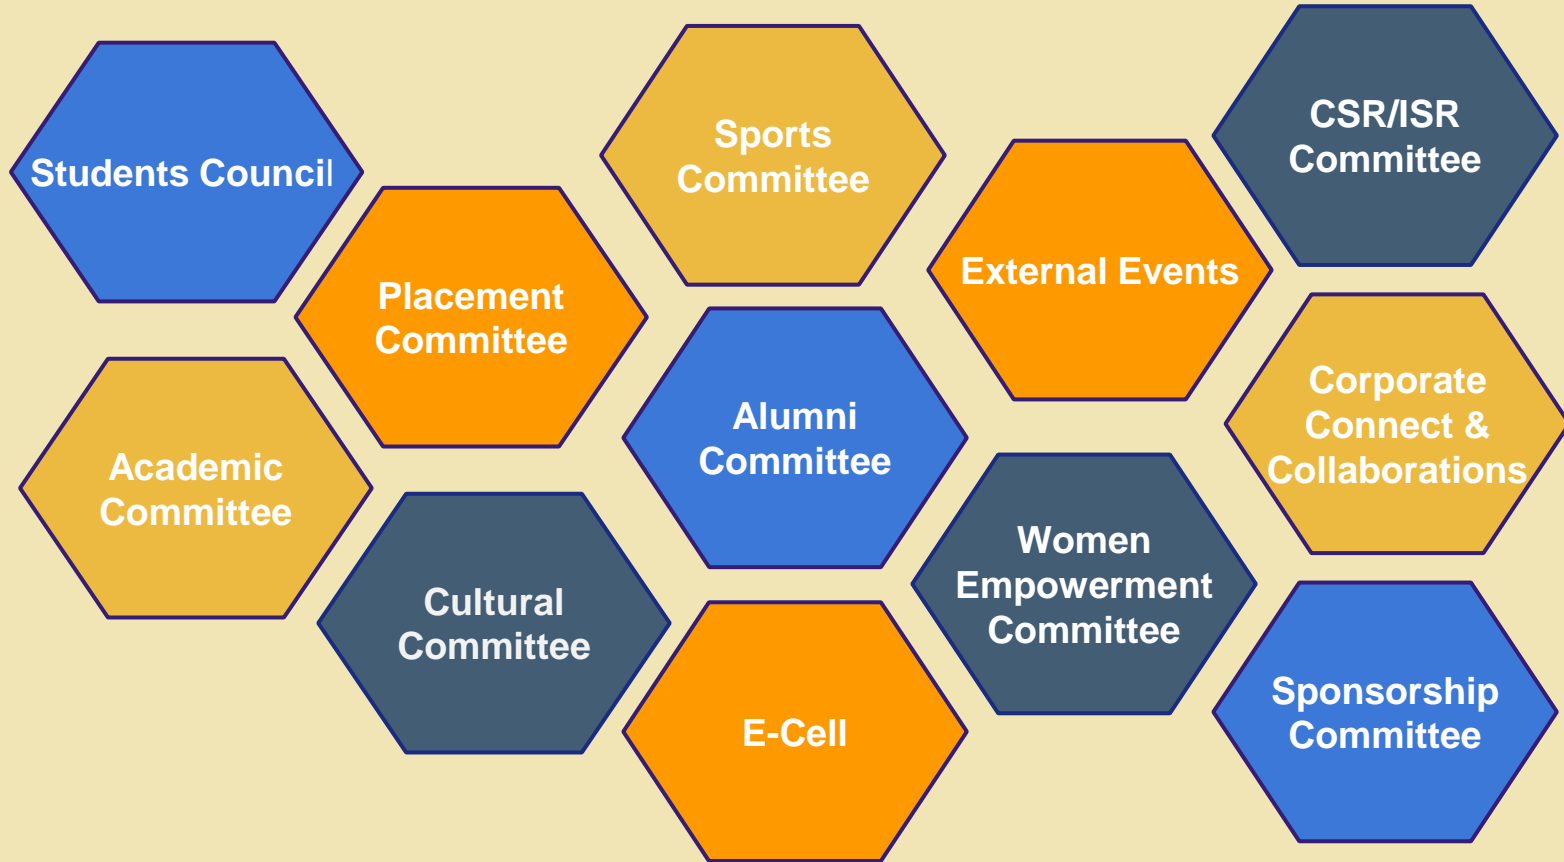 Students Council
Placement
Committee
Academic
Committee
Cultural
Committee
Sports
Committee
Alumni
Committee
E-Cell
External Events
Women
Empowerment
Committee
CSR/ISR
Committee
Corporate
Connect &
Collaborations
Sponsorship
Committee